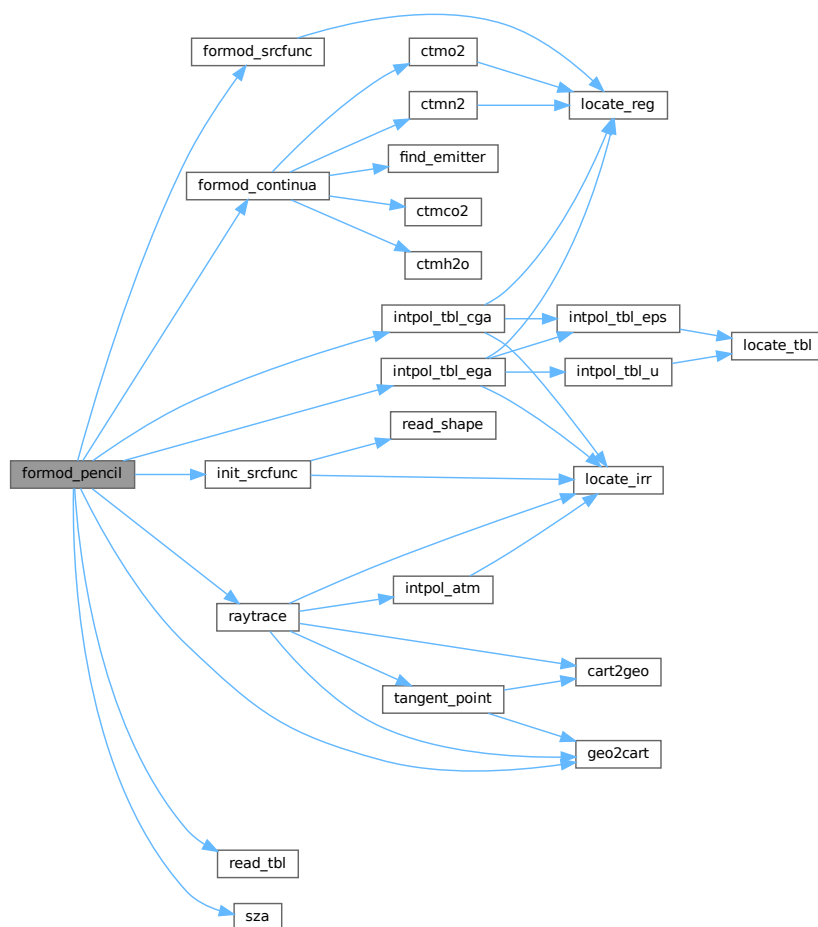 formod_srcfunc
ctmo2
locate_reg
ctmn2
find_emitter
formod_continua
ctmco2
ctmh2o
intpol_tbl_cga
intpol_tbl_eps
locate_tbl
intpol_tbl_ega
intpol_tbl_u
read_shape
formod_pencil
init_srcfunc
locate_irr
intpol_atm
raytrace
cart2geo
tangent_point
geo2cart
read_tbl
sza